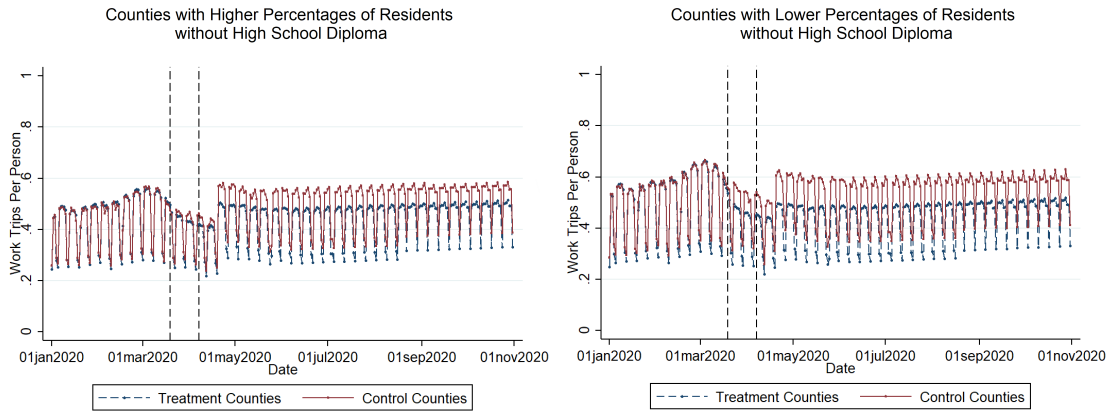 Counties with Higher Percentages of Residents
without High School Diploma
Work Trips Per Person
1
.8
.6
.4
.2
0
01jan2020 01mar2020 01may2020 01jul2020 01sep2020 01nov2020
Date
Treatment Counties Control Counties
Counties with Lower Percentages of Residents
without High School Diploma
Work Trips Per Person
1
.8
.6
.4
.2
0
01jan2020 01mar2020 01may2020 01jul2020 01sep2020 01nov2020
Date
Treatment Counties Control Counties